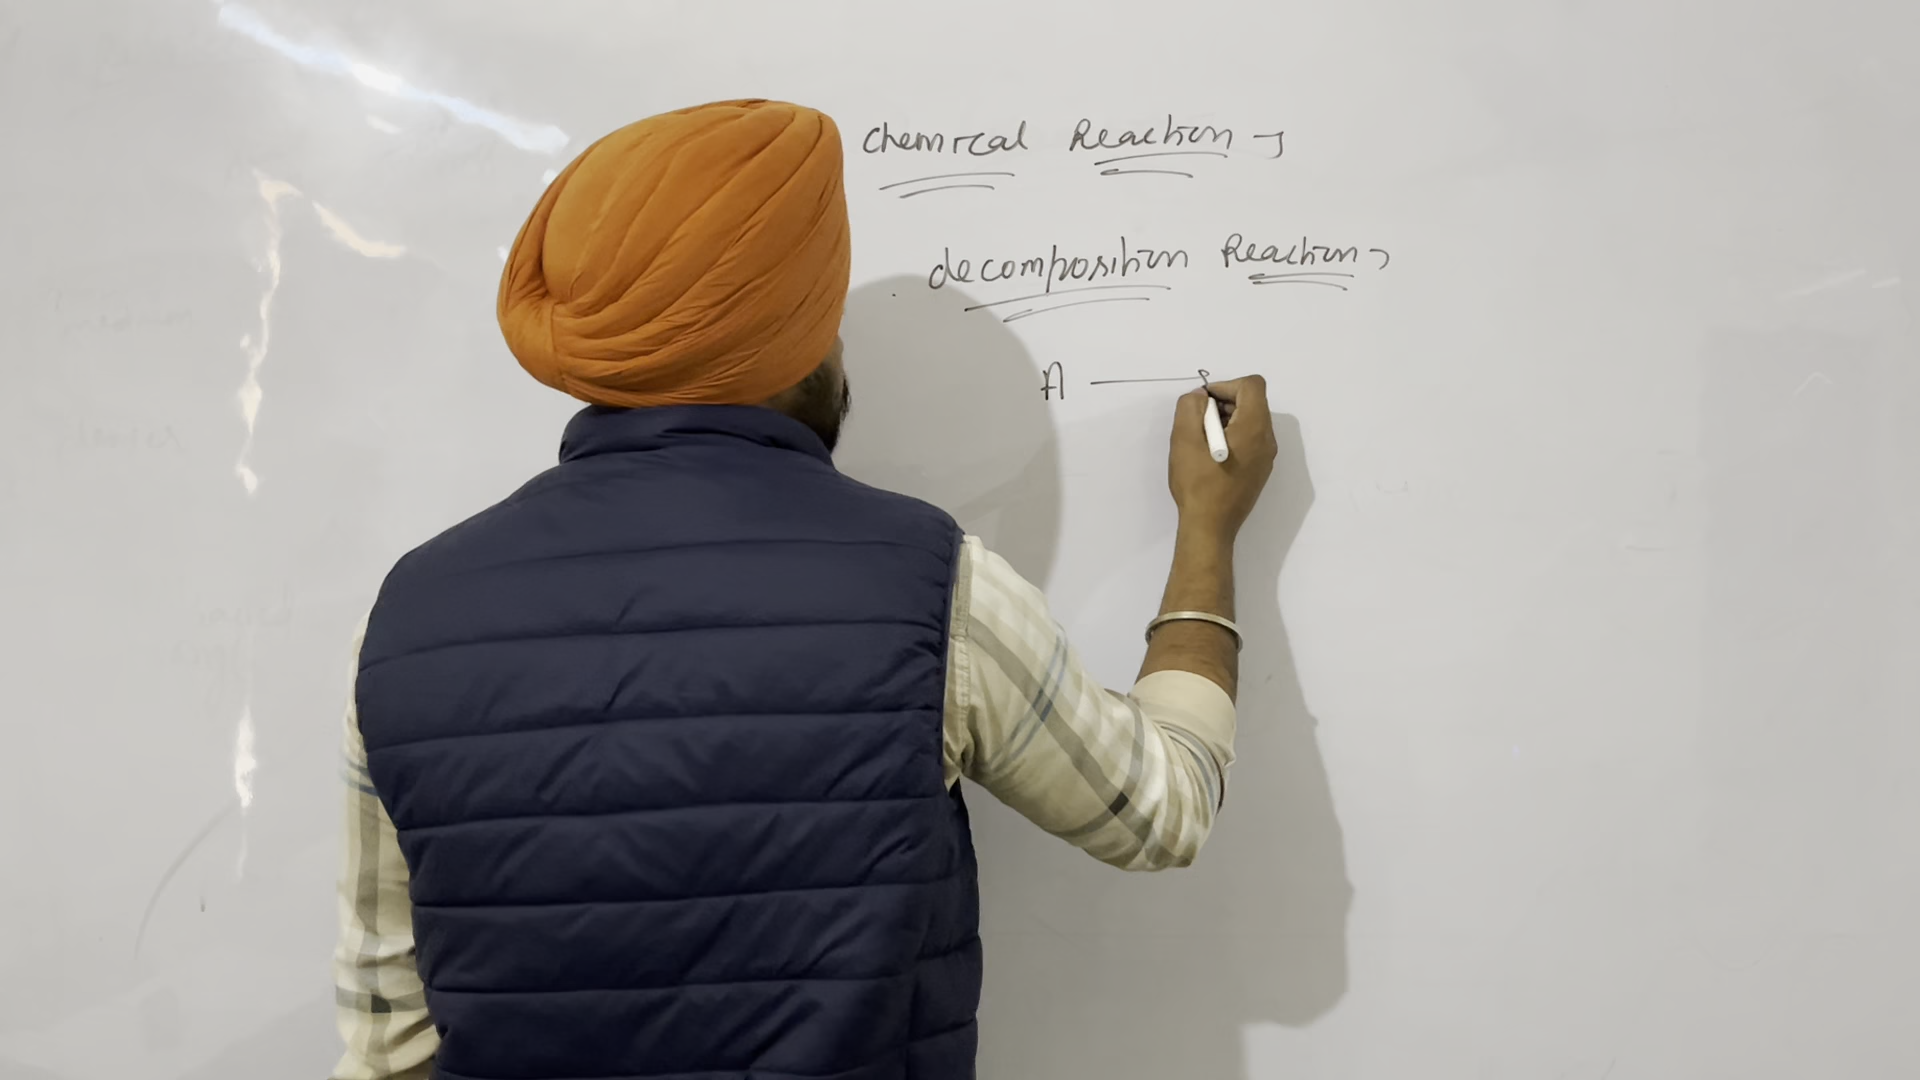 Chemical Reaction →
decomposition Reaction →
A →